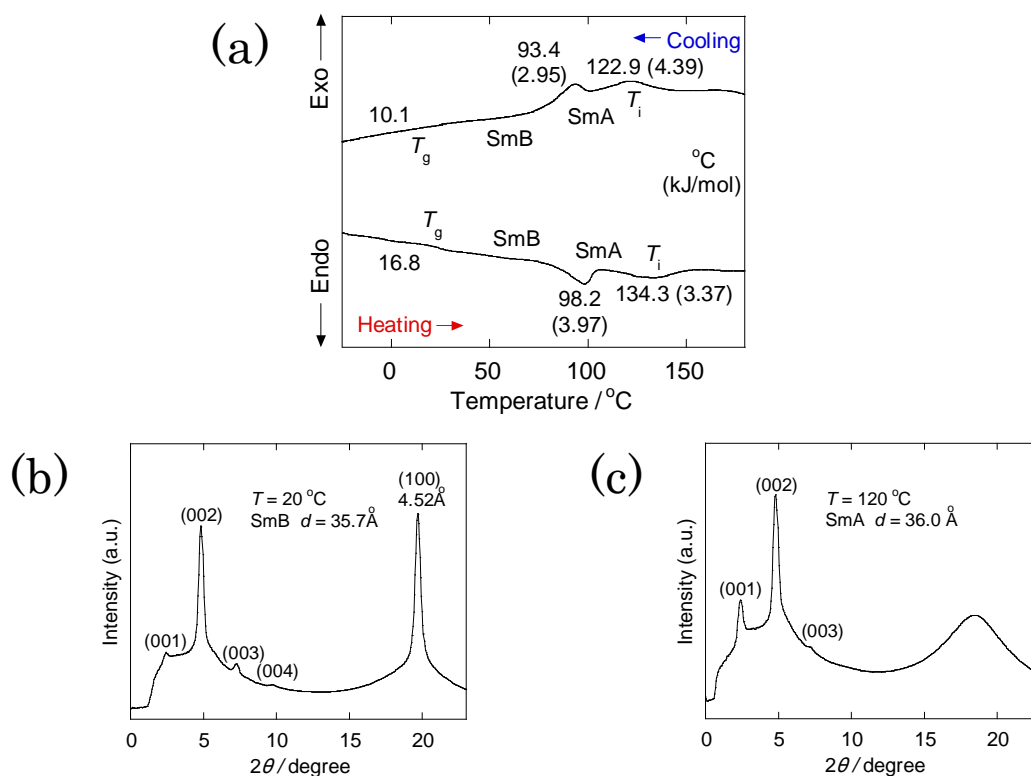 (a)
Exo
Endo
← Cooling
93.4
(2.95)
122.9 (4.39)
10.1
Tg
SmB
SmA
Ti
°C
(kJ/mol)
Tg
SmB
SmA
Ti
16.8
98.2
(3.97)
134.3 (3.37)
Heating →
0 50 100 150
Temperature / °C
(b)
Intensity (a.u.)
(001)
(002)
(003)
(004)
(100)
4.52Å
T = 20 °C
SmB d = 35.7Å
0 5 10 15 20
2θ / degree
(c)
Intensity (a.u.)
(001)
(002)
(003)
T = 120 °C
SmA d = 36.0 Å
0 5 10 15 20
2θ / degree